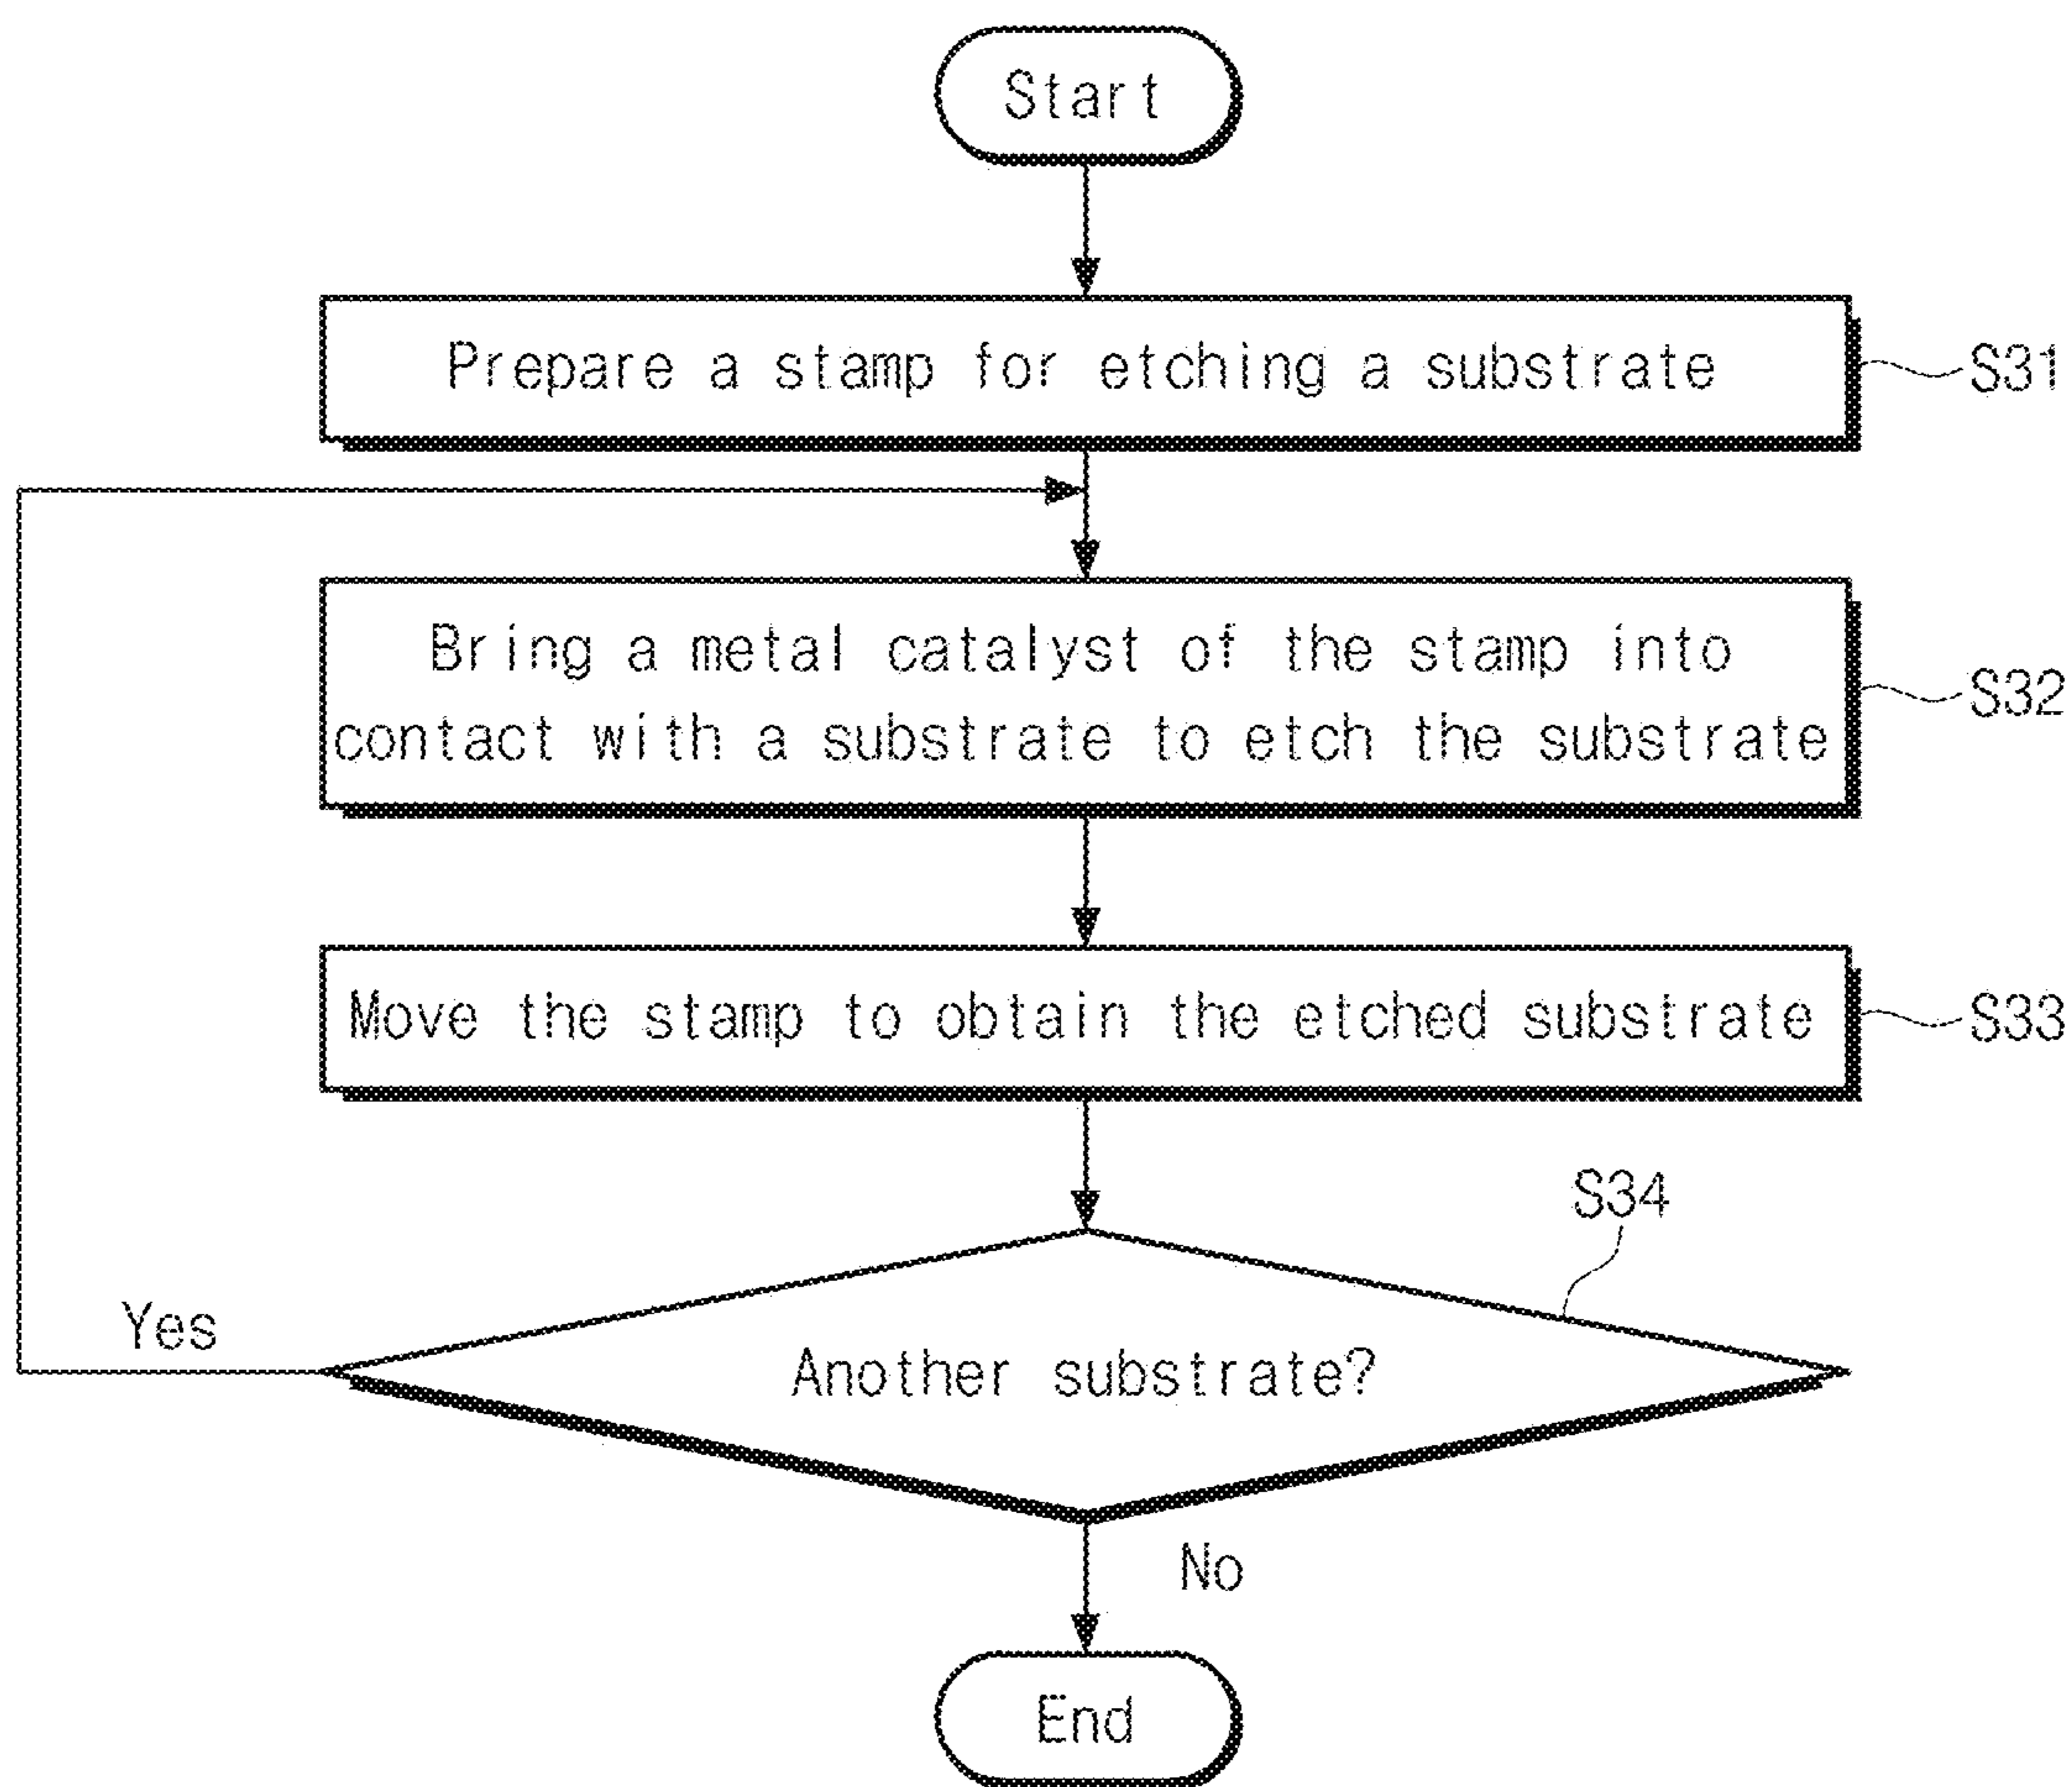 Start
Prepare a stamp for etching a substrate
S31
Bring a metal catalyst of the stamp into
contact with a substrate to etch the substrate
S32
Move the stamp to obtain the etched substrate
S33
S34
Another substrate?
Yes
No
End